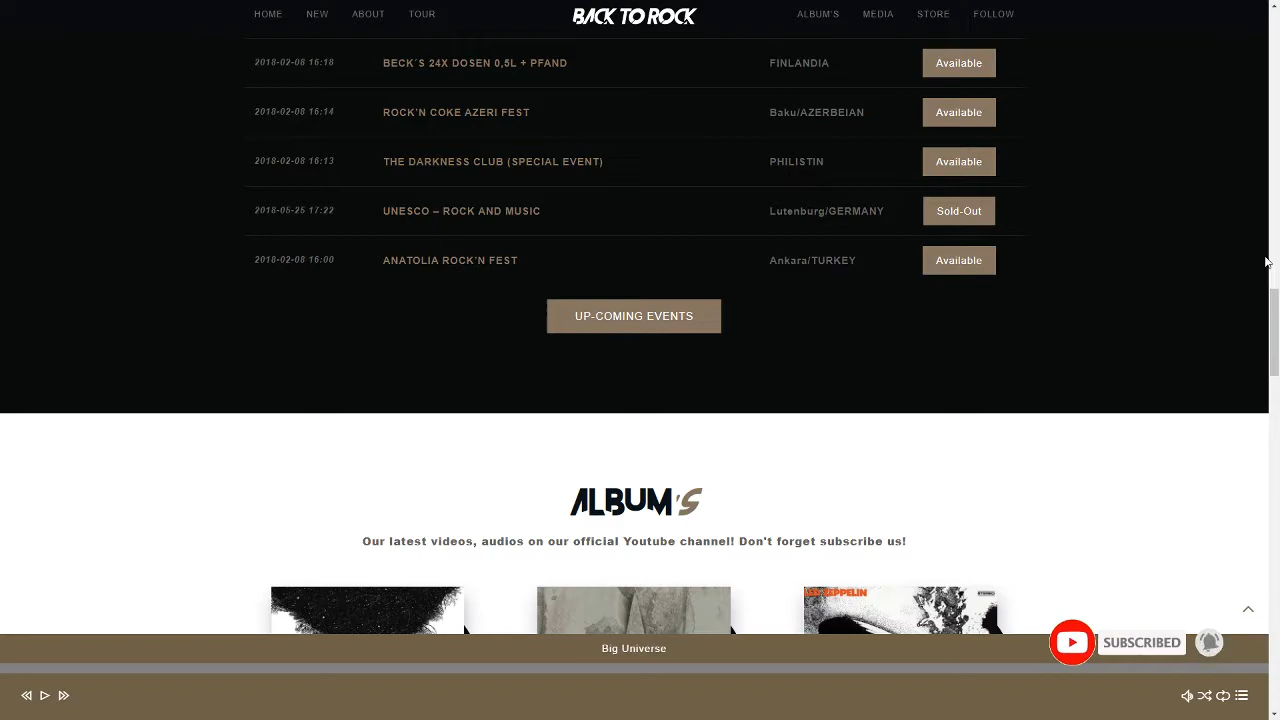 HOME NEW ABOUT TOUR BACK TO ROCK ALBUM'S MEDIA STORE FOLLOW
2018-02-08 16:18 BECK´S 24X DOSEN 0,5L + PFAND FINLANDIA Available
2018-02-08 16:14 ROCK'N COKE AZERI FEST Baku/AZERBEIAN Available
2018-02-08 16:13 THE DARKNESS CLUB (SPECIAL EVENT) PHILISTIN Available
2018-05-25 17:22 UNESCO – ROCK AND MUSIC Lutenburg/GERMANY Sold-Out
2018-02-08 16:00 ANATOLIA ROCK'N FEST Ankara/TURKEY Available
UP-COMING EVENTS
ALBUM'S
Our latest videos, audios on our official Youtube channel! Don't forget subscribe us!
LED ZEPPELIN STEREO
Big Universe
SUBSCRIBED